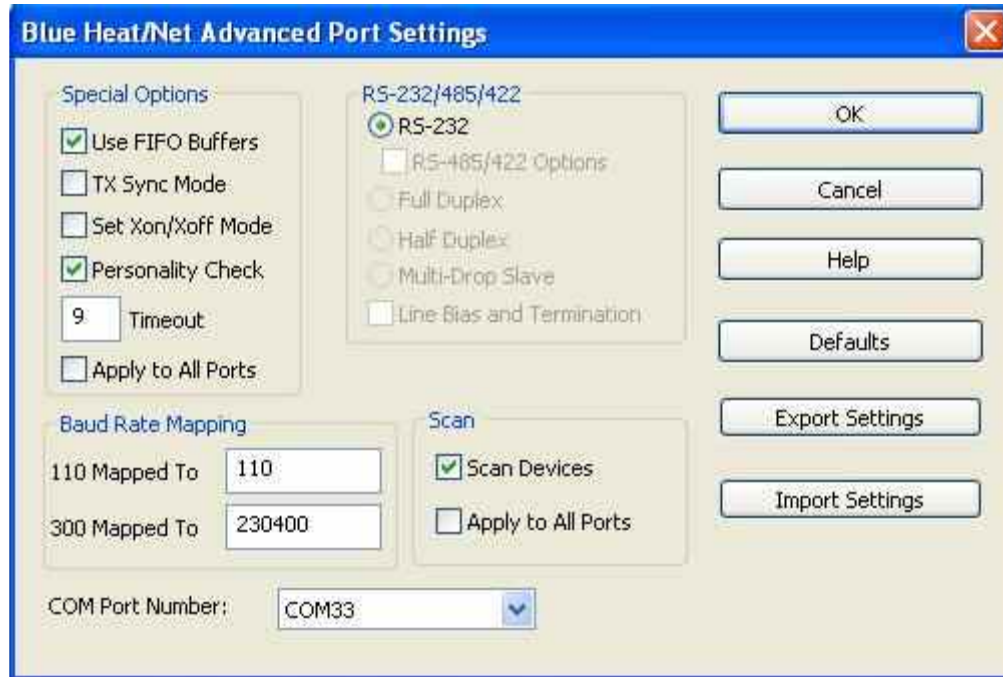 Blue Heat/Net Advanced Port Settings
Special Options
Use FIFO Buffers
TX Sync Mode
Set Xon/Xoff Mode
Personality Check
9 Timeout
Apply to All Ports
RS-232/485/422
RS-232
RS-485/422 Options
Full Duplex
Half Duplex
Multi-Drop Slave
Line Bias and Termination
OK
Cancel
Help
Defaults
Export Settings
Import Settings
Baud Rate Mapping
110 Mapped To 110
300 Mapped To 230400
Scan
Scan Devices
Apply to All Ports
COM Port Number: COM33